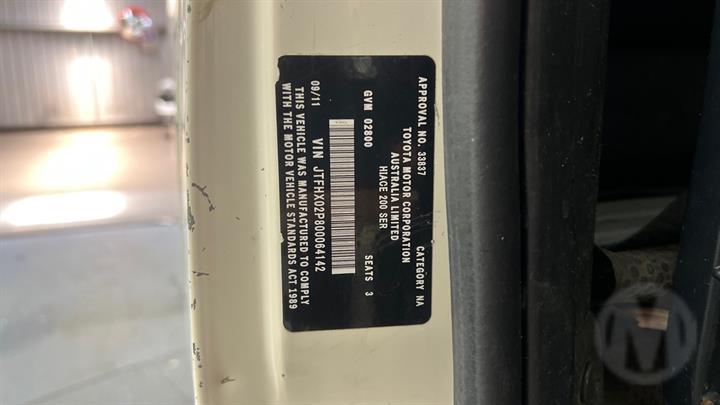 APPROVAL NO. 33837 CATEGORY NA
TOYOTA MOTOR CORPORATION
AUSTRALIA LIMITED
HIACE 200 SER
GVM 02800 SEATS 3
VIN JTFHX02P800064142
09/11
THIS VEHICLE WAS MANUFACTURED TO COMPLY
WITH THE MOTOR VEHICLE STANDARDS ACT 1989
M